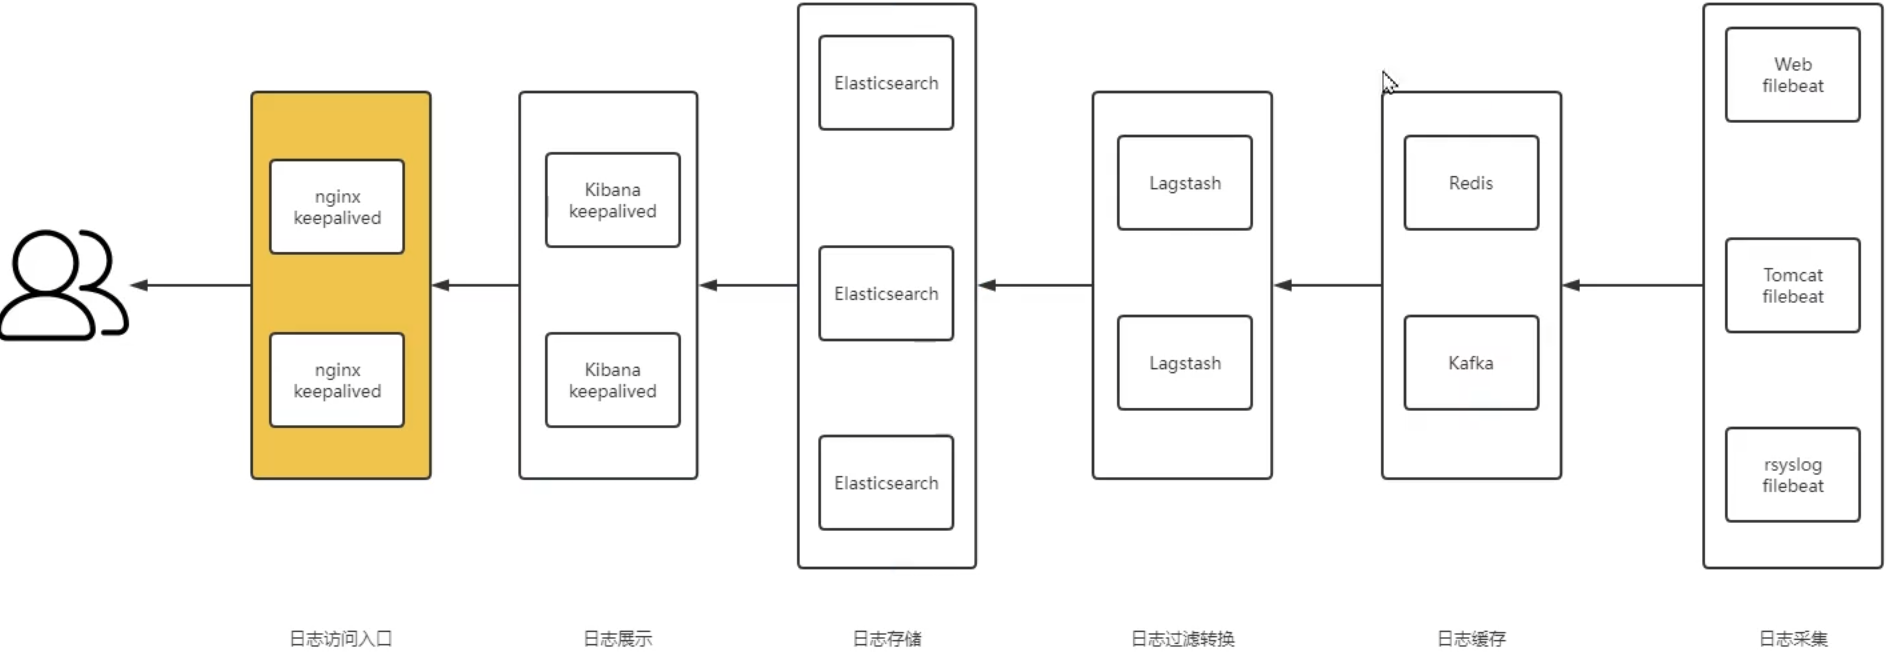 nginx
keepalived
nginx
keepalived
Kibana
keepalived
Kibana
keepalived
Elasticsearch
Elasticsearch
Elasticsearch
Lagstash
Lagstash
Redis
Kafka
Web
filebeat
Tomcat
filebeat
rsyslog
filebeat
日志访问入口
日志展示
日志存储
日志过滤转换
日志缓存
日志采集